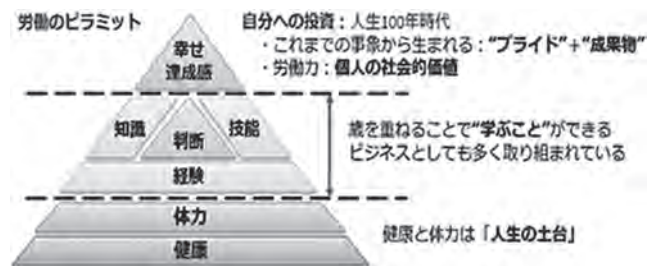 労働のピラミット
自分への投資：人生100年時代
・これまでの事象から生まれる：“プライド”＋“成果物”
・労働力：個人の社会的価値
幸せ
達成感
知識
判断
技能
経験
歳を重ねることで“学ぶこと”ができる
ビジネスとしても多く取り組まれている
体力
健康
健康と体力は「人生の土台」